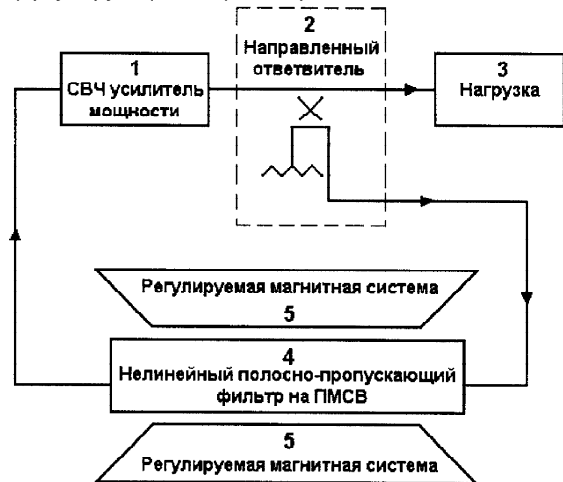 2
Направленный
ответвитель
1
СВЧ усилитель
мощности
3
Нагрузка
Регулируемая магнитная система
5
4
Нелинейный полосно-пропускающий
фильтр на ПМСВ
5
Регулируемая магнитная система